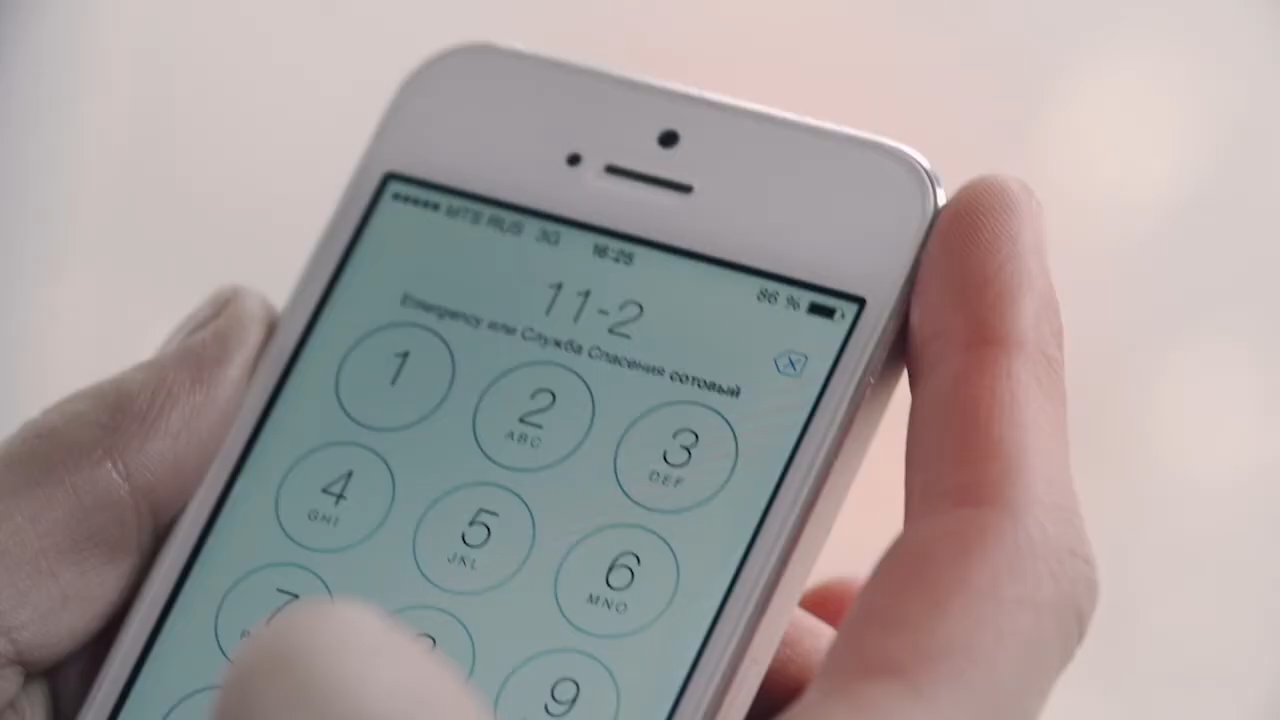 MTS RUS 3G 16:25 86 %
11-2
Emergency или Служба Спасения сотовый
1 2 3
ABC DEF
4 5 6
GHI JKL MNO
7 9